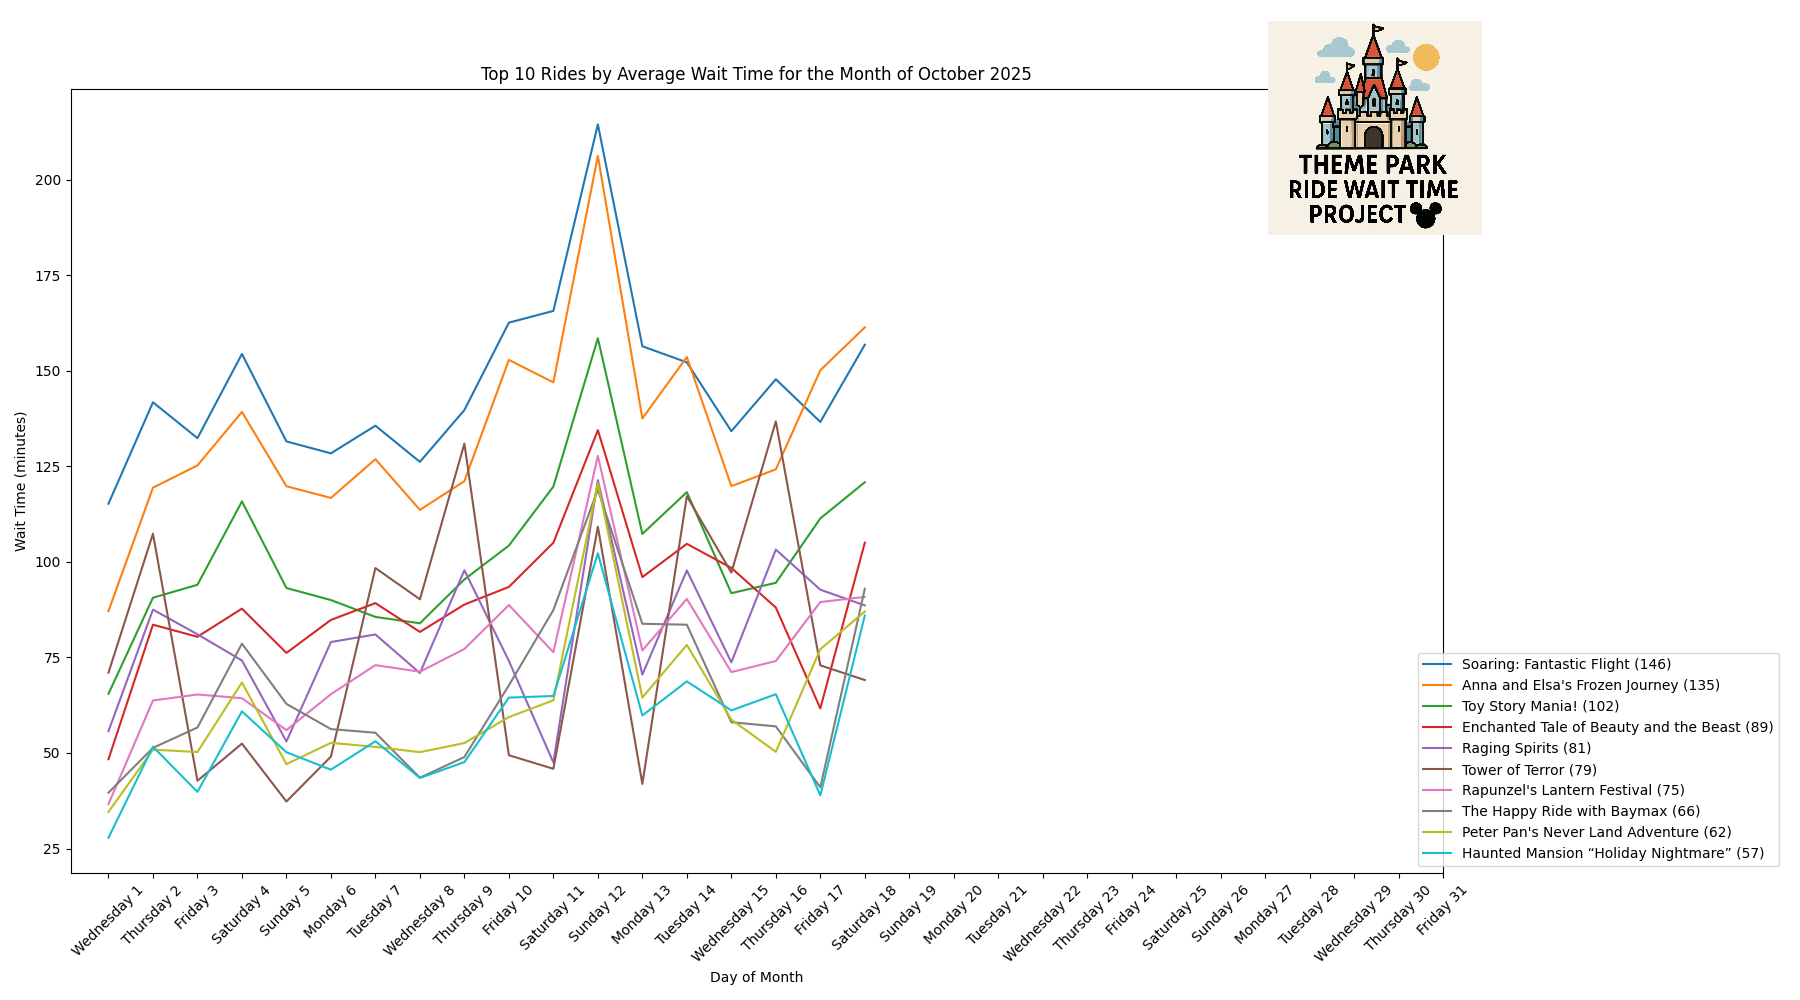 THEME PARK
RIDE WAIT TIME
PROJECT
Top 10 Rides by Average Wait Time for the Month of October 2025
Wait Time (minutes)
200
175
150
125
100
75
50
25
Soaring: Fantastic Flight (146)
Anna and Elsa's Frozen Journey (135)
Toy Story Mania! (102)
Enchanted Tale of Beauty and the Beast (89)
Raging Spirits (81)
Tower of Terror (79)
Rapunzel's Lantern Festival (75)
The Happy Ride with Baymax (66)
Peter Pan's Never Land Adventure (62)
Haunted Mansion “Holiday Nightmare” (57)
Wednesday 1
Thursday 2
Friday 3
Saturday 4
Sunday 5
Monday 6
Tuesday 7
Wednesday 8
Thursday 9
Friday 10
Saturday 11
Sunday 12
Monday 13
Tuesday 14
Wednesday 15
Thursday 16
Friday 17
Saturday 18
Sunday 19
Monday 20
Tuesday 21
Wednesday 22
Thursday 23
Friday 24
Saturday 25
Sunday 26
Monday 27
Tuesday 28
Wednesday 29
Thursday 30
Friday 31
Day of Month